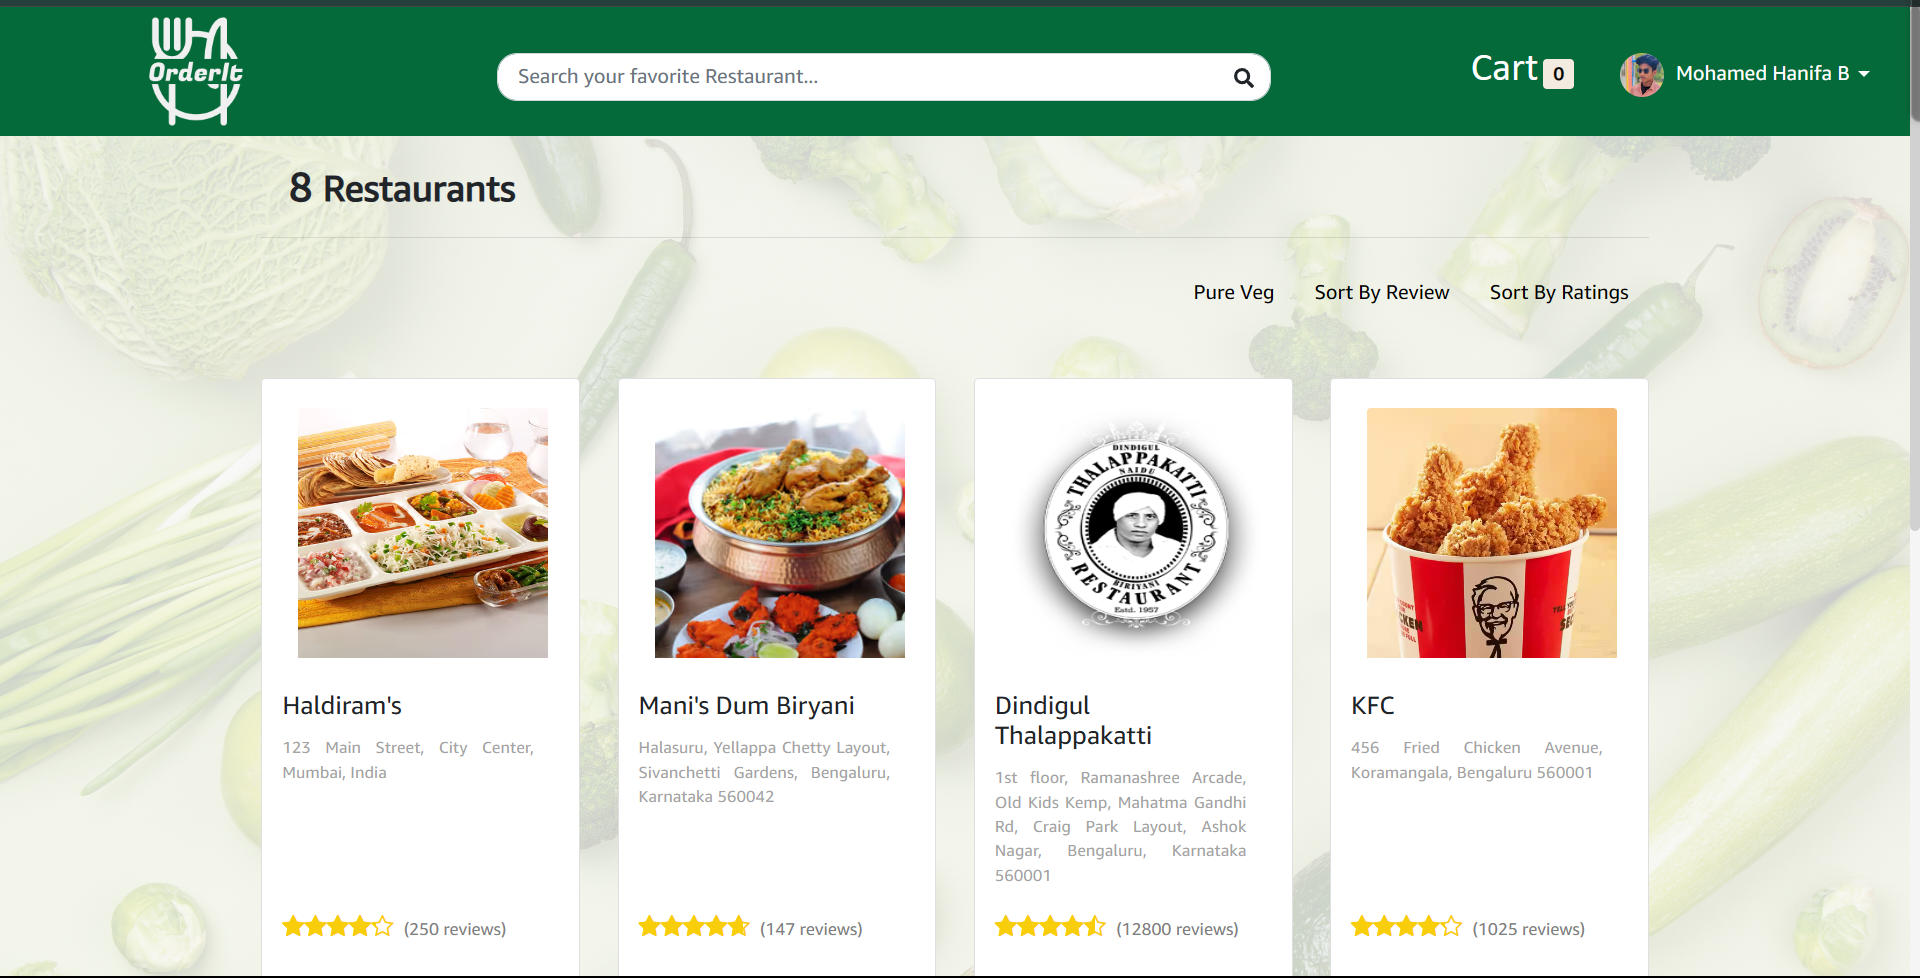 OrderIt
Search your favorite Restaurant...
Cart 0
Mohamed Hanifa B
8 Restaurants
Pure Veg
Sort By Review
Sort By Ratings
DINDIGUL
THALAPPAKATTI
NAIDU
BIRIYANI
RESTAURANT
Estd. 1957
Haldiram's
123 Main Street, City Center,
Mumbai, India
(250 reviews)
Mani's Dum Biryani
Halasuru, Yellappa Chetty Layout,
Sivanchetti Gardens, Bengaluru,
Karnataka 560042
(147 reviews)
Dindigul
Thalappakatti
1st floor, Ramanashree Arcade,
Old Kids Kemp, Mahatma Gandhi
Rd, Craig Park Layout, Ashok
Nagar, Bengaluru, Karnataka
560001
(12800 reviews)
KFC
456 Fried Chicken Avenue,
Koramangala, Bengaluru 560001
(1025 reviews)